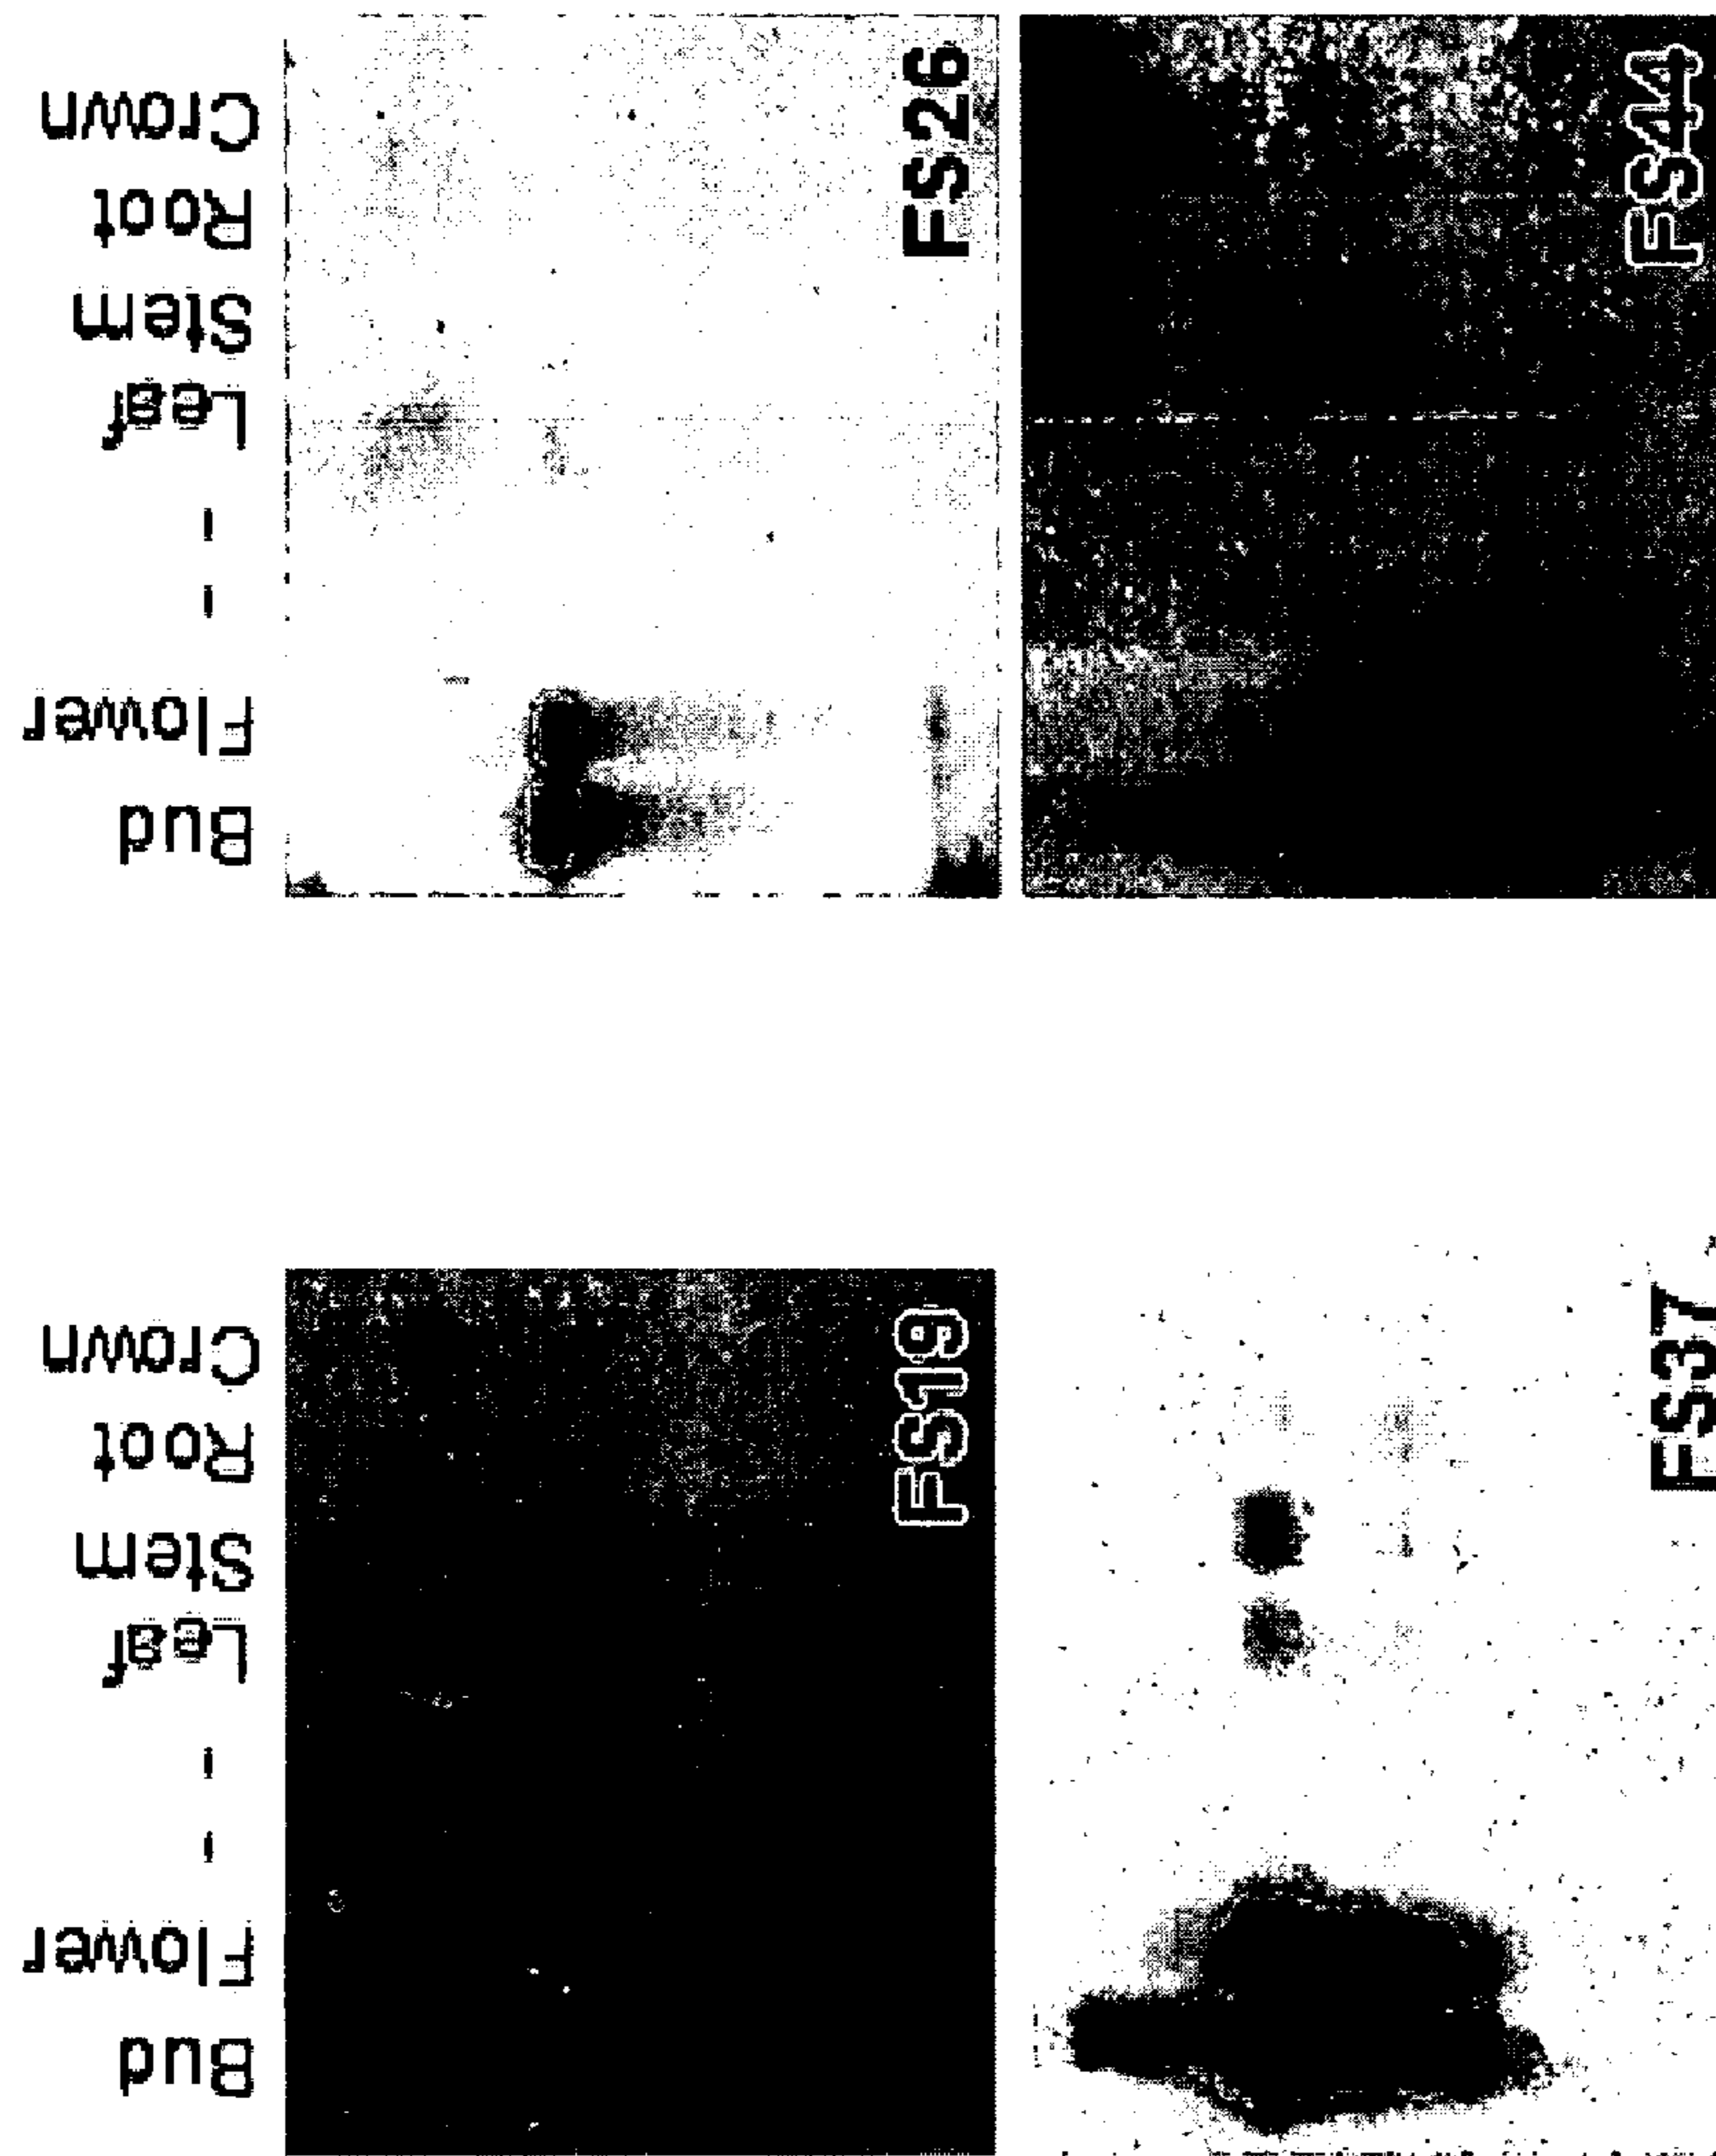 Crown
Root
Stem
Leaf
-
-
Flower
Bud
FS26
FS44
Crown
Root
Stem
Leaf
-
-
Flower
Bud
FS19
FS37